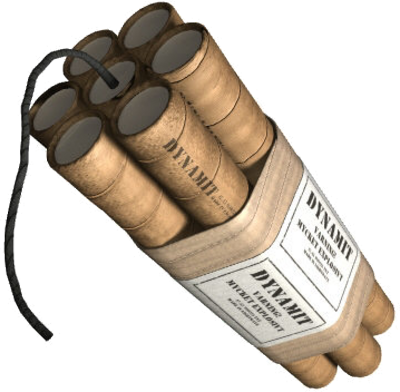 DYNAMIT
DYNAMIT
VARNING!
MYCKET EXPLOSIVT
DYNAMIT
VARNING!
MYCKET EXPLOSIVT